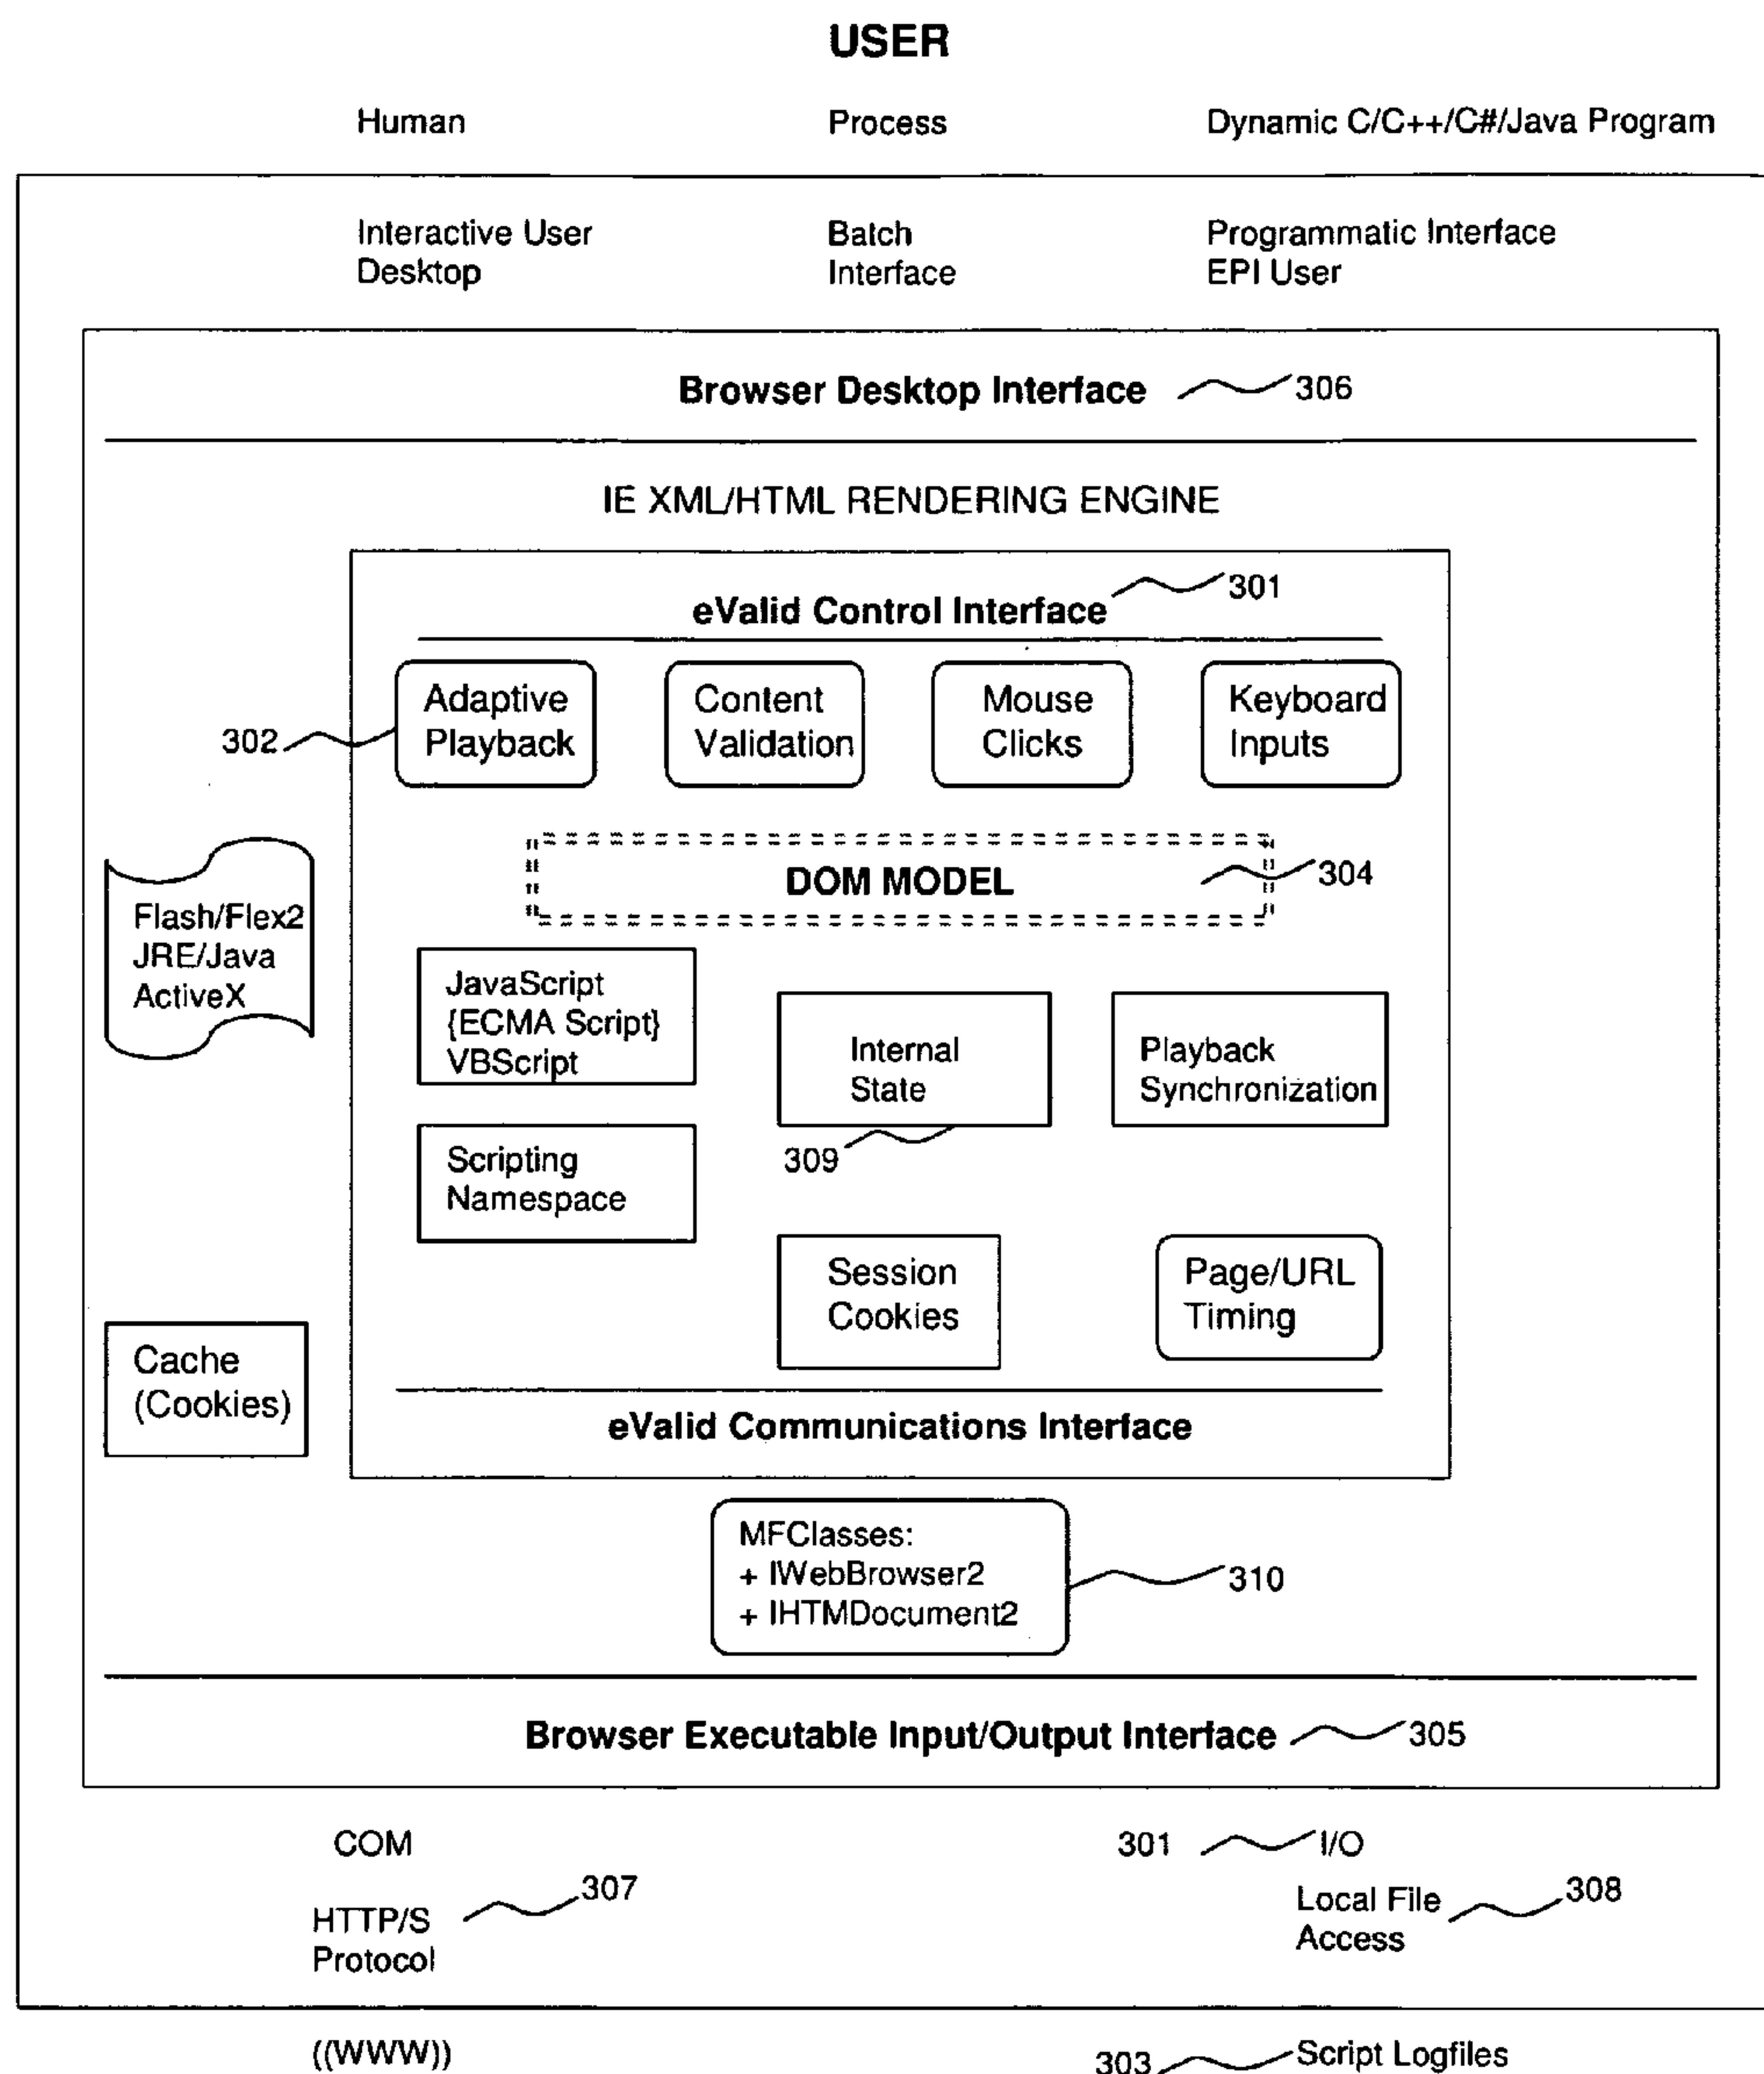 USER
Human
Process
Dynamic C/C++/C#/Java Program
Interactive User
Desktop
Batch
Interface
Programmatic Interface
EPI User
Browser Desktop Interface
306
IE XML/HTML RENDERING ENGINE
eValid Control Interface
301
302
Adaptive
Playback
Content
Validation
Mouse
Clicks
Keyboard
Inputs
DOM MODEL
304
Flash/Flex2
JRE/Java
ActiveX
JavaScript
{ECMA Script}
VBScript
Internal
State
309
Playback
Synchronization
Scripting
Namespace
Session
Cookies
Page/URL
Timing
Cache
(Cookies)
eValid Communications Interface
MFClasses:
+ IWebBrowser2
+ IHTMDocument2
310
Browser Executable Input/Output Interface
305
COM
301
I/O
HTTP/S
Protocol
307
Local File
Access
308
((WWW))
303
Script Logfiles